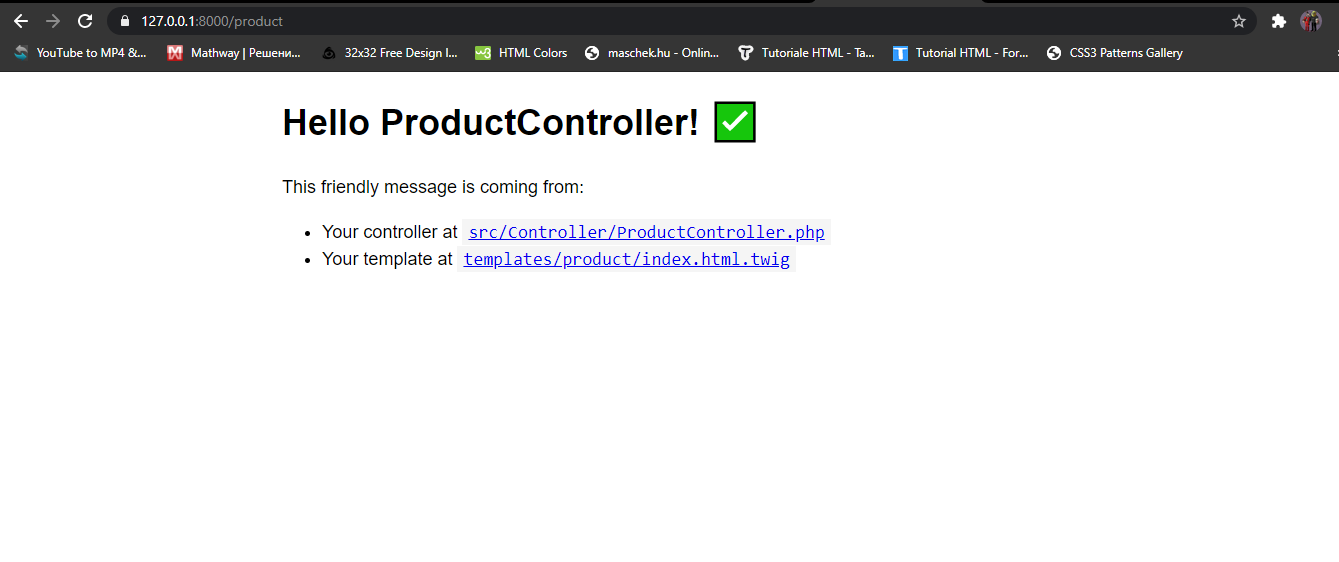 127.0.0.1:8000/product
YouTube to MP4 &... Mathway | Решени... 32x32 Free Design I... HTML Colors maschek.hu - Onlin... Tutoriale HTML - Ta... Tutorial HTML - For... CSS3 Patterns Gallery
Hello ProductController! ✅
This friendly message is coming from:
• Your controller at src/Controller/ProductController.php
• Your template at templates/product/index.html.twig